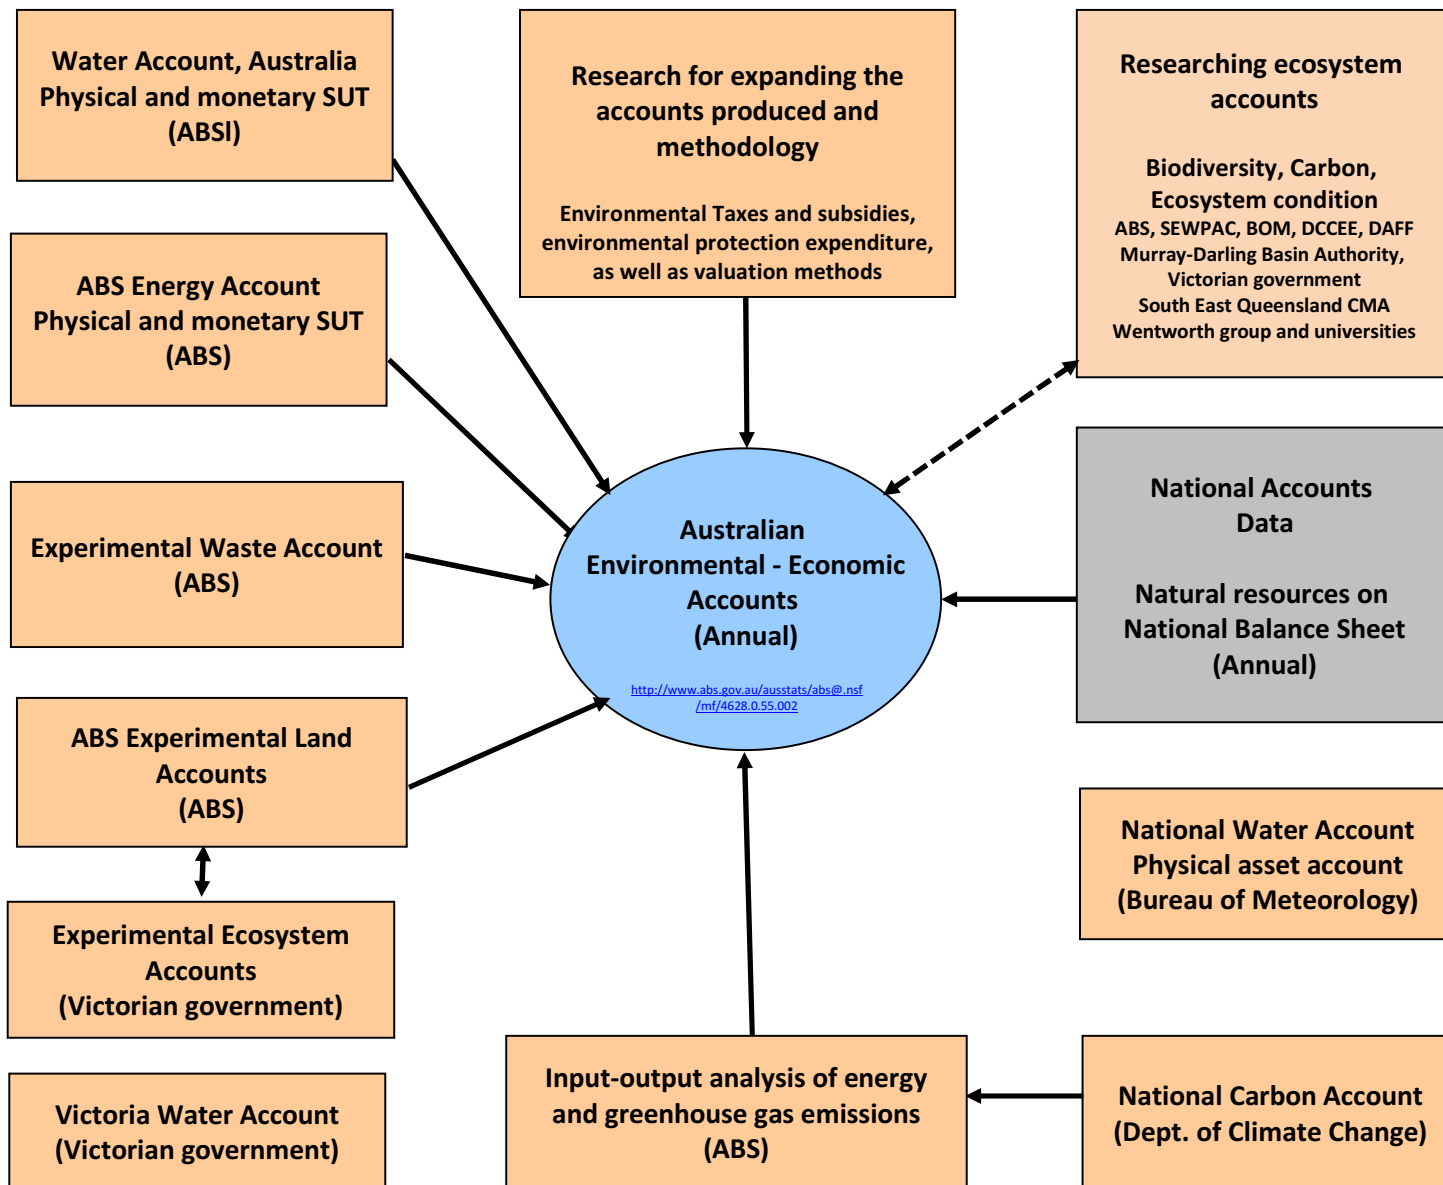 Water Account, Australia
Physical and monetary SUT
(ABSl)
Research for expanding the
accounts produced and
methodology
Environmental Taxes and subsidies,
environmental protection expenditure,
as well as valuation methods
Researching ecosystem
accounts
Biodiversity, Carbon,
Ecosystem condition
ABS, SEWPAC, BOM, DCCEE, DAFF
Murray-Darling Basin Authority,
Victorian government
South East Queensland CMA
Wentworth group and universities
ABS Energy Account
Physical and monetary SUT
(ABS)
Experimental Waste Account
(ABS)
Australian
Environmental - Economic
Accounts
(Annual)
http://www.abs.gov.au/ausstats/abs@.nsf
/mf/4628.0.55.002
National Accounts
Data
Natural resources on
National Balance Sheet
(Annual)
ABS Experimental Land
Accounts
(ABS)
National Water Account
Physical asset account
(Bureau of Meteorology)
Experimental Ecosystem
Accounts
(Victorian government)
Victoria Water Account
(Victorian government)
Input-output analysis of energy
and greenhouse gas emissions
(ABS)
National Carbon Account
(Dept. of Climate Change)